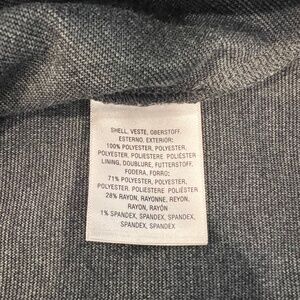 SHELL, VESTE, OBERSTOFF,
ESTERNO, EXTERIOR:
100% POLYESTER, POLYESTER,
POLYESTER, POLIESTERE POLIÉSTER
LINING, DOUBLURE, FUTTERSTOFF,
FODERA, FORRO:
71% POLYESTER, POLYESTER,
POLYESTER, POLIESTERE POLIÉSTER
28% RAYON, RAYONNE, REYON,
RAYON, RAYÓN
1% SPANDEX, SPANDEX, SPANDEX,
SPANDEX, SPANDEX